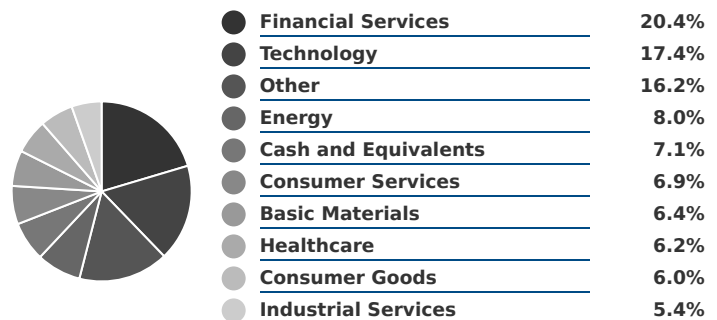 Financial Services 20.4%
Technology 17.4%
Other 16.2%
Energy 8.0%
Cash and Equivalents 7.1%
Consumer Services 6.9%
Basic Materials 6.4%
Healthcare 6.2%
Consumer Goods 6.0%
Industrial Services 5.4%